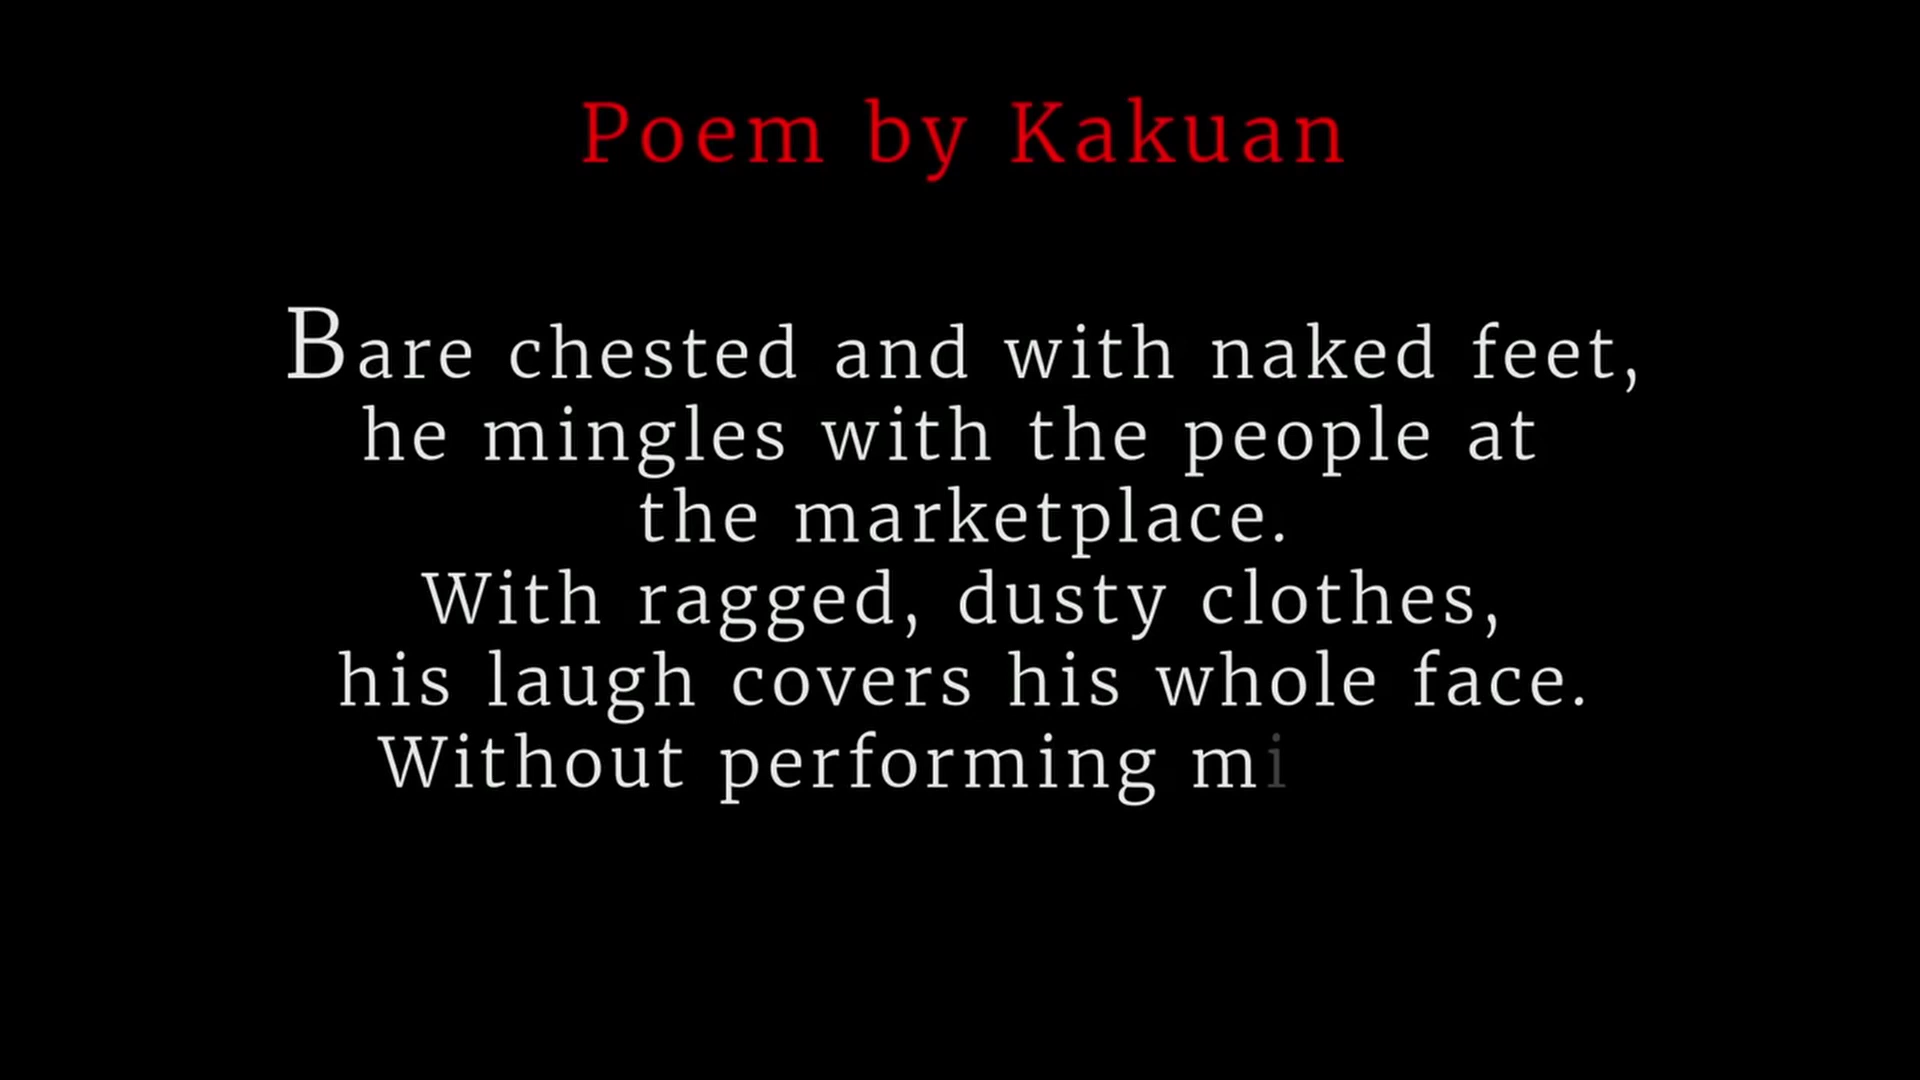 Poem by Kakuan
Bare chested and with naked feet,
he mingles with the people at
the marketplace.
With ragged, dusty clothes,
his laugh covers his whole face.
Without performing mi